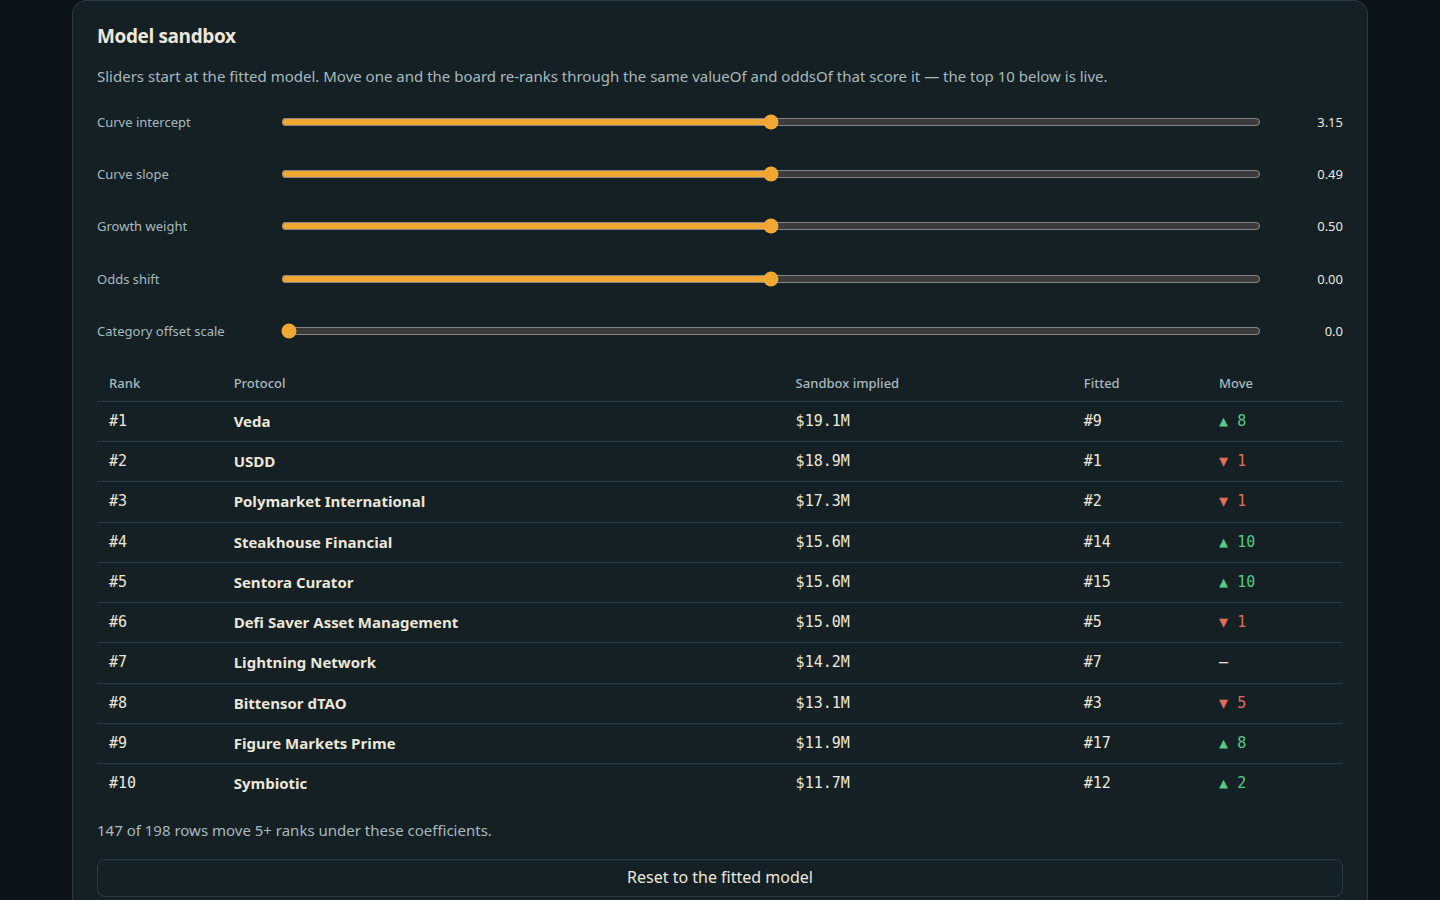 Model sandbox
Sliders start at the fitted model. Move one and the board re-ranks through the same valueOf and oddsOf that score it — the top 10 below is live.
Curve intercept 3.15
Curve slope 0.49
Growth weight 0.50
Odds shift 0.00
Category offset scale 0.0
Rank Protocol Sandbox implied Fitted Move
#1 Veda $19.1M #9 ▲ 8
#2 USDD $18.9M #1 ▼ 1
#3 Polymarket International $17.3M #2 ▼ 1
#4 Steakhouse Financial $15.6M #14 ▲ 10
#5 Sentora Curator $15.6M #15 ▲ 10
#6 Defi Saver Asset Management $15.0M #5 ▼ 1
#7 Lightning Network $14.2M #7 —
#8 Bittensor dTAO $13.1M #3 ▼ 5
#9 Figure Markets Prime $11.9M #17 ▲ 8
#10 Symbiotic $11.7M #12 ▲ 2
147 of 198 rows move 5+ ranks under these coefficients.
Reset to the fitted model